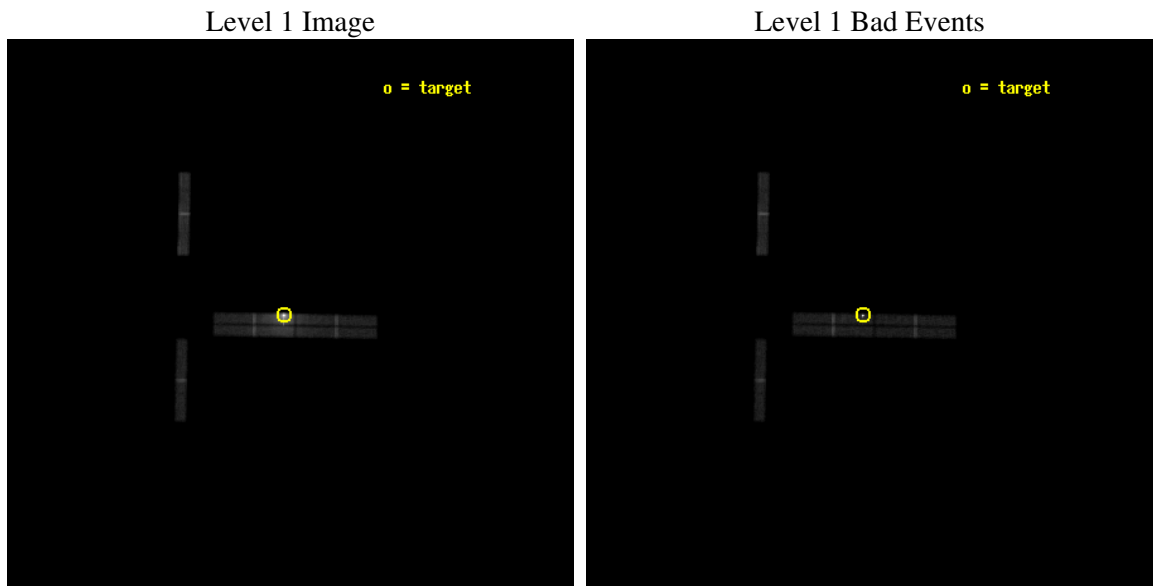 Level 1 Image
Level 1 Bad Events
o = target
o = target